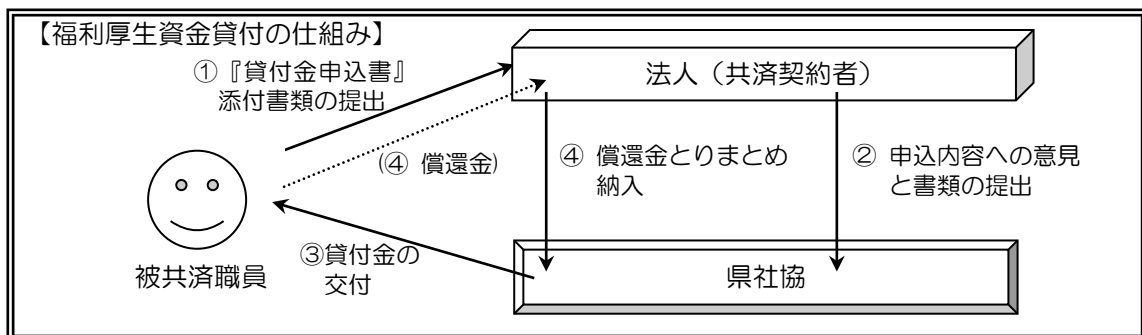 【福利厚生資金貸付の仕組み】
①『貸付金申込書』
添付書類の提出
法人（共済契約者）
(④ 償還金)
④ 償還金とりまとめ
納入
② 申込内容への意見
と書類の提出
③貸付金の
交付
被共済職員
県社協